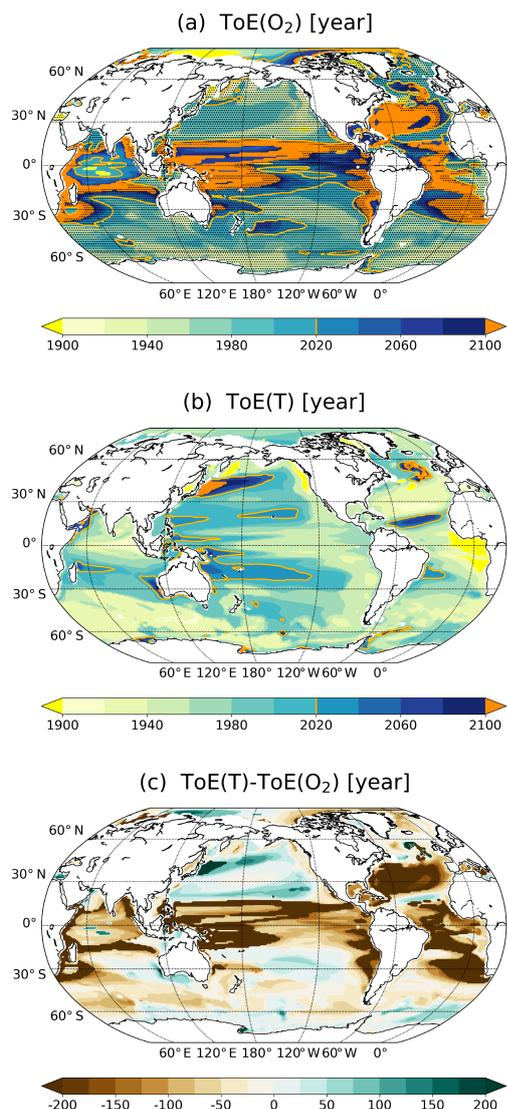 (a) ToE(O₂) [year]
60°N
30°N
0°
30°S
60°S
60°E 120°E 180° 120°W 60°W 0°
1900 1940 1980 2020 2060 2100
(b) ToE(T) [year]
60°N
30°N
0°
30°S
60°S
60°E 120°E 180° 120°W 60°W 0°
1900 1940 1980 2020 2060 2100
(c) ToE(T)-ToE(O₂) [year]
60°N
30°N
0°
30°S
60°S
60°E 120°E 180° 120°W 60°W 0°
-200 -150 -100 -50 0 50 100 150 200